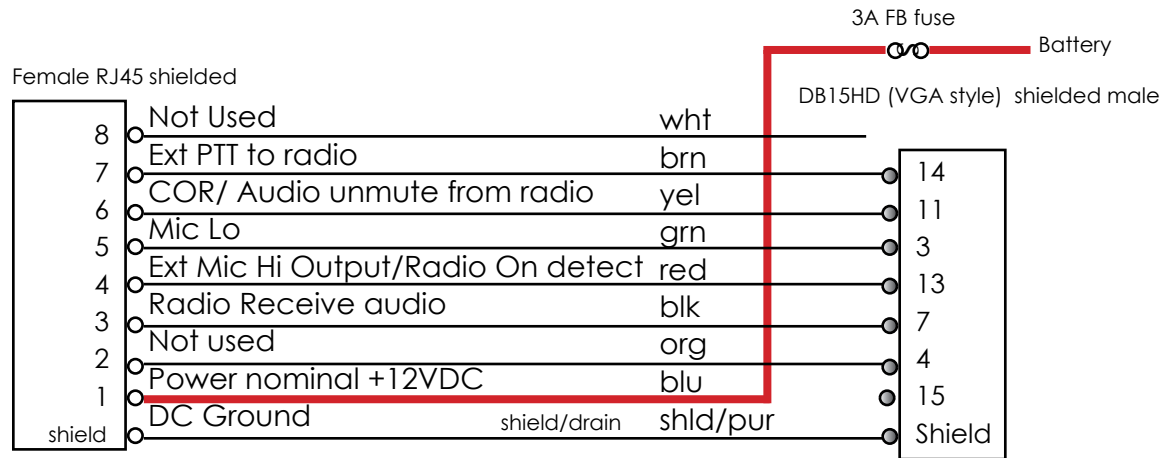 3A FB fuse
Battery
Female RJ45 shielded
DB15HD (VGA style) shielded male
8 Not Used wht
7 Ext PTT to radio brn 14
6 COR/ Audio unmute from radio yel 11
5 Mic Lo grn 3
4 Ext Mic Hi Output/Radio On detect red 13
3 Radio Receive audio blk 7
2 Not used org 4
1 Power nominal +12VDC blu 15
shield DC Ground shield/drain shld/pur Shield